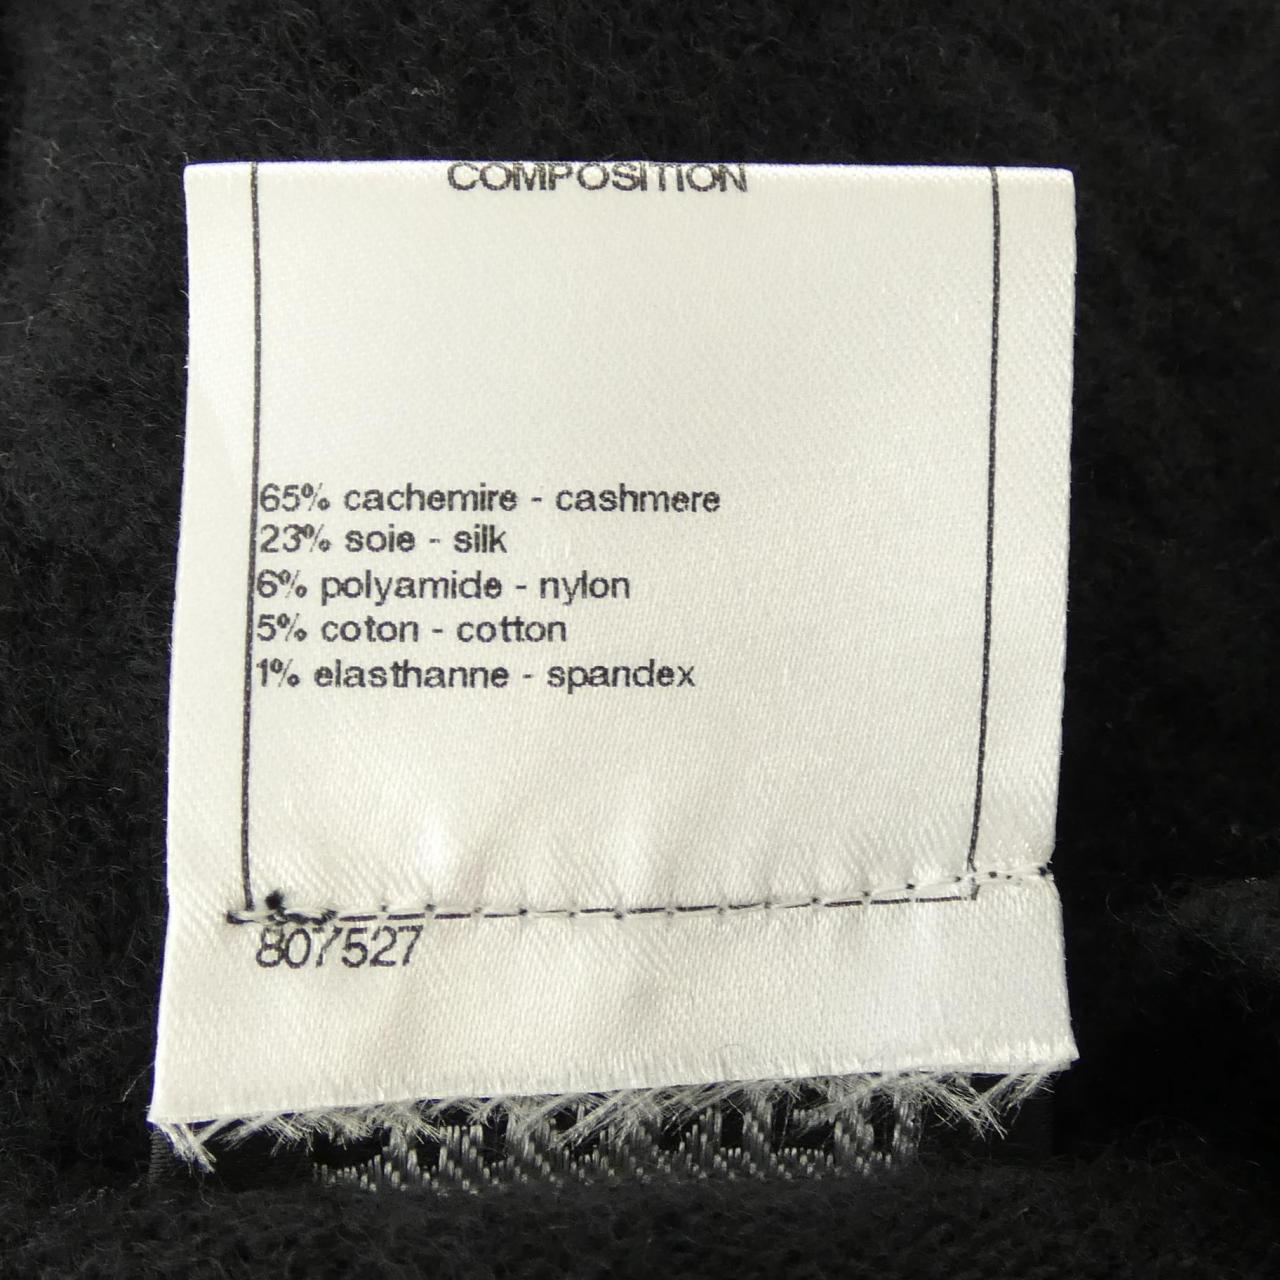 COMPOSITION
65% cachemire - cashmere
23% soie - silk
6% polyamide - nylon
5% coton - cotton
1% elasthanne - spandex
807527